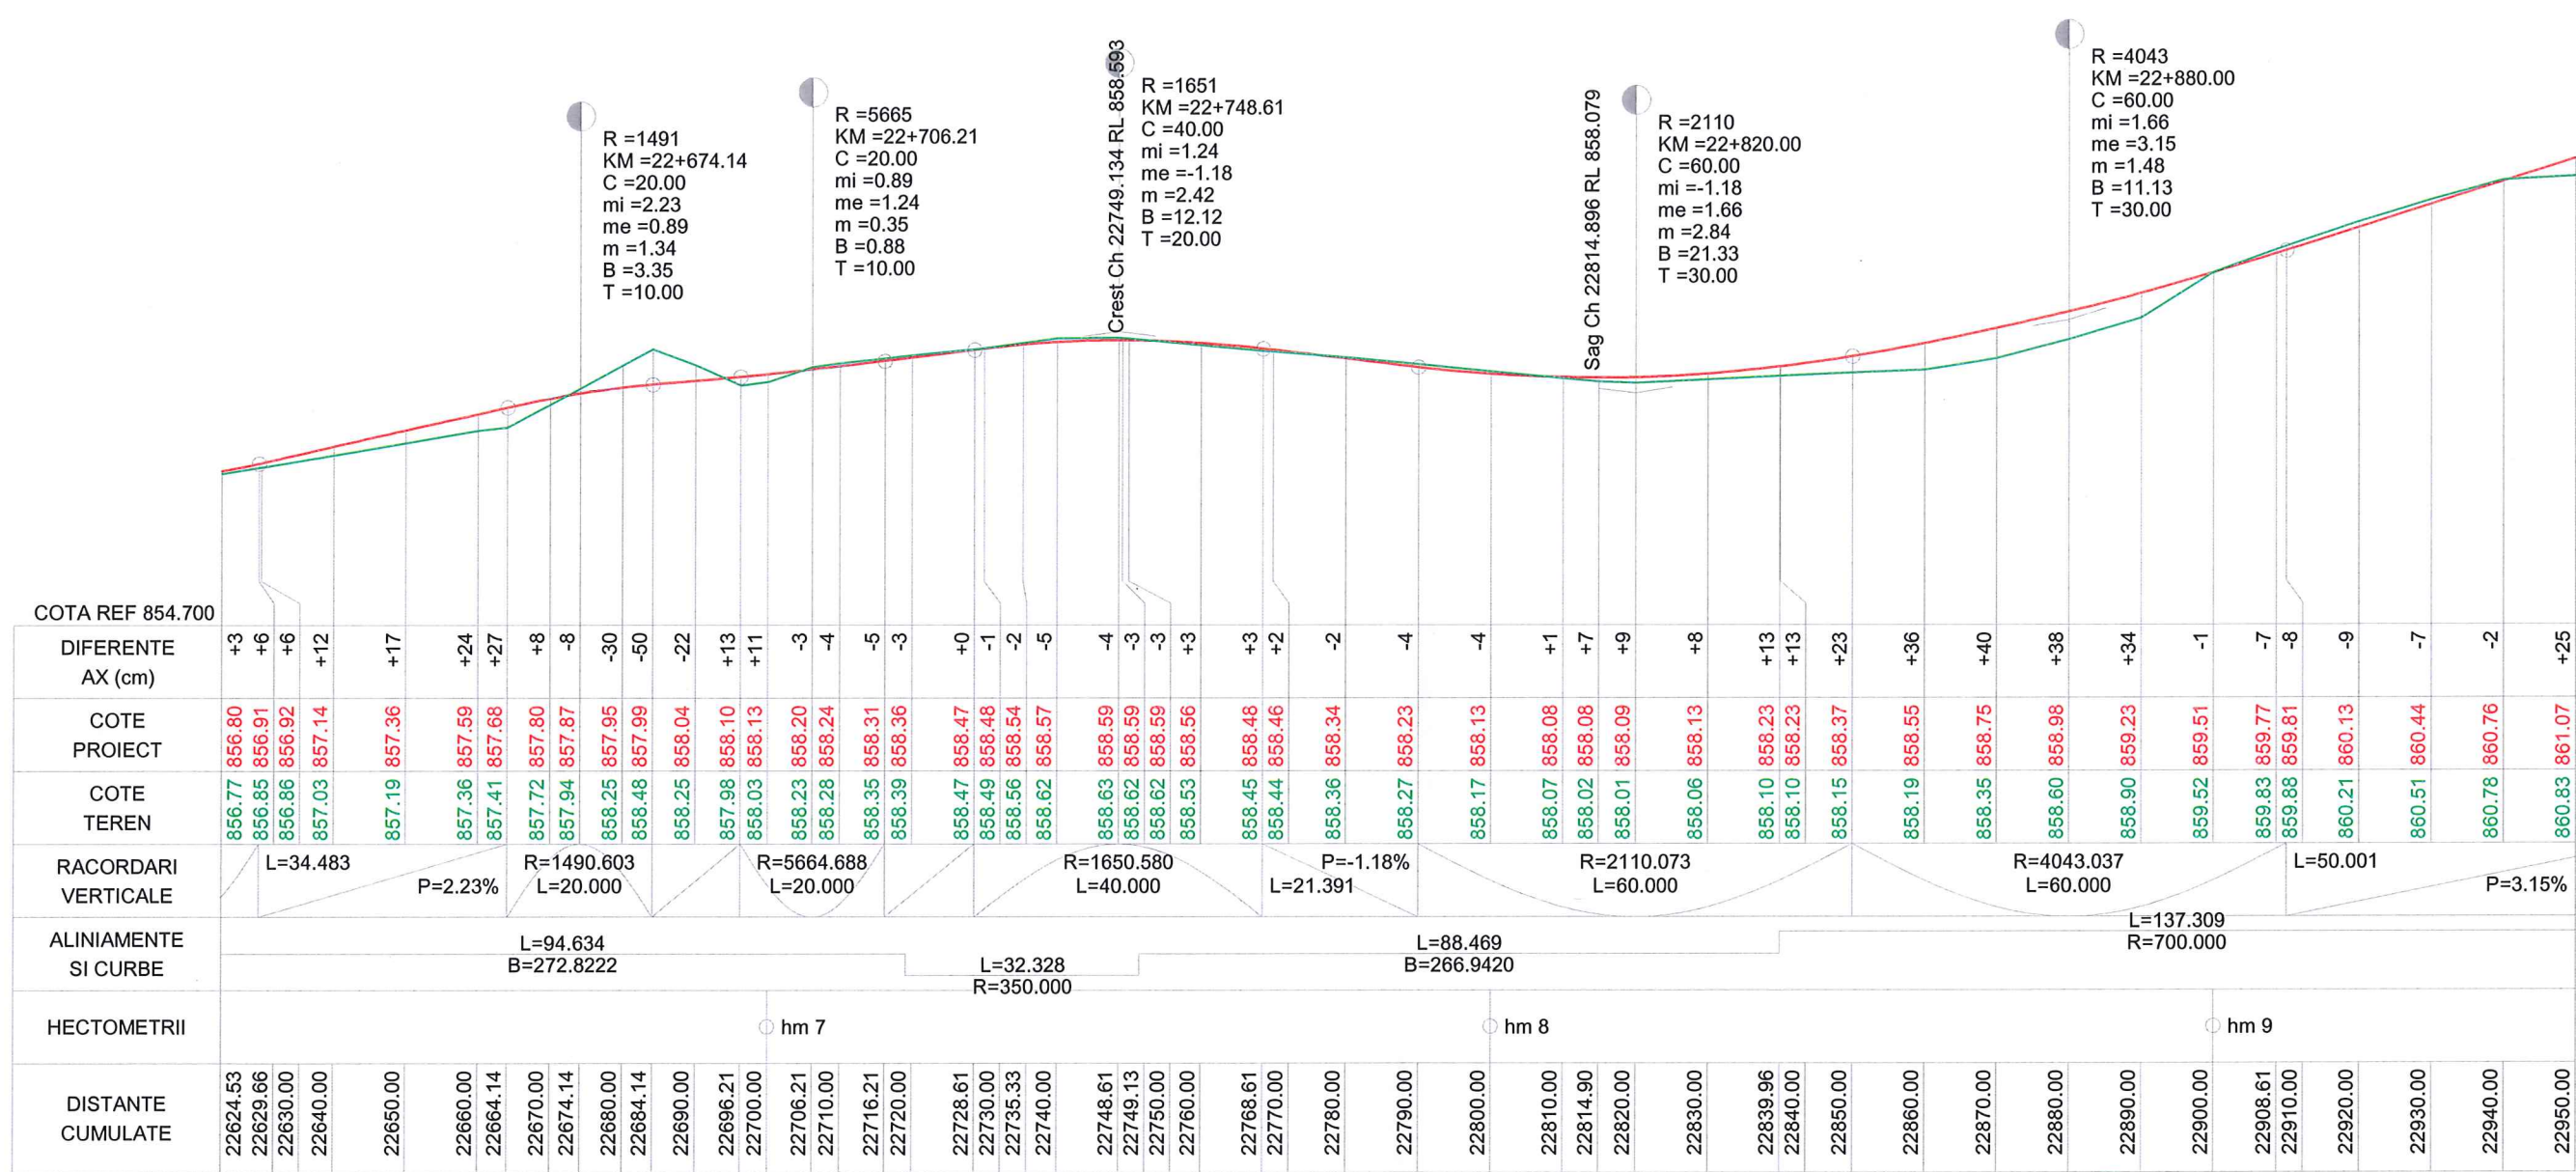 R =1491
KM =22+674.14
C =20.00
mi =2.23
me =0.89
m =1.34
B =3.35
T =10.00
R =5665
KM =22+706.21
C =20.00
mi =0.89
me =1.24
m =0.35
B =0.88
T =10.00
Crest Ch 22749.134 RL 858.593
R =1651
KM =22+748.61
C =40.00
mi =1.24
me =-1.18
m =2.42
B =12.12
T =20.00
Sag Ch 22814.896 RL 858.079
R =2110
KM =22+820.00
C =60.00
mi =-1.18
me =1.66
m =2.84
B =21.33
T =30.00
R =4043
KM =22+880.00
C =60.00
mi =1.66
me =3.15
m =1.48
B =11.13
T =30.00
COTA REF 854.700
DIFERENTE
AX (cm)
+3 +6 +6 +12 +17 +24 +27 +8 -8 -30 -50 -22 +13 +11 -3 -4 -5 -3 +0 -1 -2 -5 -4 -3 -3 +3 +3 +2 -2 -4 -4 +1 +7 +9 +8 +13 +13 +23 +36 +40 +38 +34 -1 -7 -8 -9 -7 -2 +25
COTE
PROIECT
856.80 856.91 856.92 857.14 857.36 857.59 857.68 857.80 857.87 857.95 857.99 858.04 858.10 858.13 858.20 858.24 858.31 858.36 858.47 858.48 858.54 858.57 858.59 858.59 858.59 858.56 858.48 858.46 858.34 858.23 858.13 858.08 858.08 858.09 858.13 858.23 858.23 858.37 858.55 858.75 858.98 859.23 859.51 859.77 859.81 860.13 860.44 860.76 861.07
COTE
TEREN
856.77 856.85 856.86 857.03 857.19 857.36 857.41 857.72 857.94 858.25 858.48 858.25 857.98 858.03 858.23 858.28 858.35 858.39 858.47 858.49 858.56 858.62 858.63 858.62 858.62 858.53 858.45 858.44 858.36 858.27 858.17 858.07 858.02 858.01 858.06 858.10 858.10 858.15 858.19 858.35 858.60 858.90 859.52 859.83 859.88 860.21 860.51 860.78 860.83
RACORDARI
VERTICALE
L=34.483
P=2.23%
R=1490.603
L=20.000
R=5664.688
L=20.000
R=1650.580
L=40.000
P=-1.18%
L=21.391
R=2110.073
L=60.000
R=4043.037
L=60.000
L=50.001
P=3.15%
ALINIAMENTE
SI CURBE
L=94.634
B=272.8222
L=32.328
R=350.000
L=88.469
B=266.9420
L=137.309
R=700.000
HECTOMETRII
hm 7
hm 8
hm 9
DISTANTE
CUMULATE
22624.53 22629.66 22630.00 22640.00 22650.00 22660.00 22664.14 22670.00 22674.14 22680.00 22684.14 22690.00 22696.21 22700.00 22706.21 22710.00 22716.21 22720.00 22728.61 22730.00 22735.33 22740.00 22748.61 22749.13 22750.00 22760.00 22768.61 22770.00 22780.00 22790.00 22800.00 22810.00 22814.90 22820.00 22830.00 22839.96 22840.00 22850.00 22860.00 22870.00 22880.00 22890.00 22900.00 22908.61 22910.00 22920.00 22930.00 22940.00 22950.00